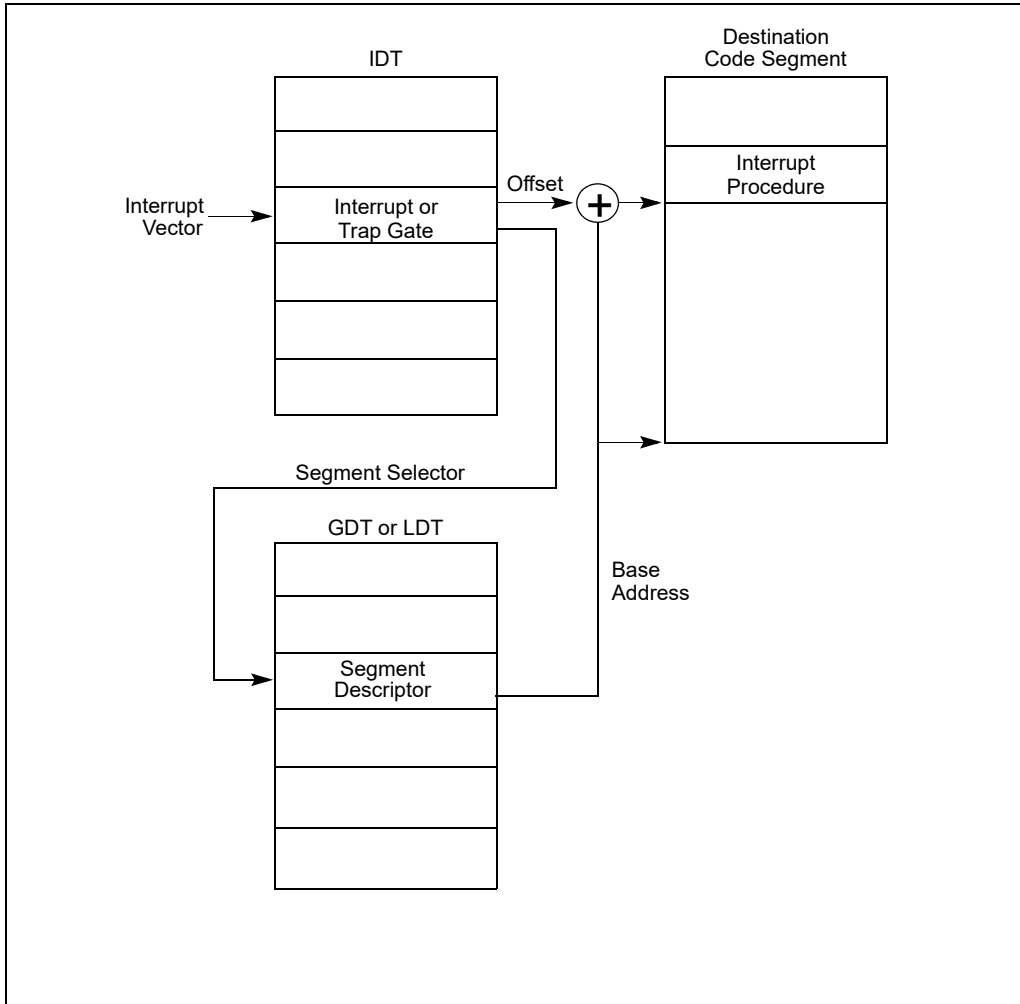 IDT
Destination
Code Segment
Interrupt
Vector
Interrupt or
Trap Gate
Offset
+
Interrupt
Procedure
Segment Selector
GDT or LDT
Base
Address
Segment
Descriptor